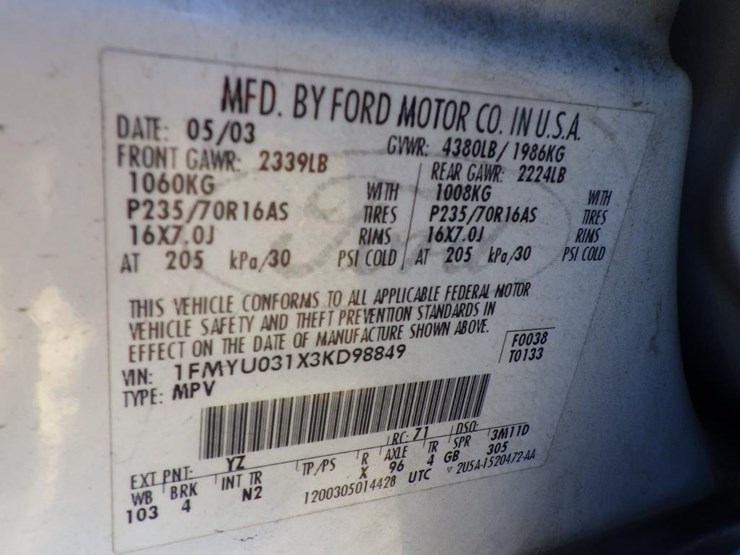 MFD. BY FORD MOTOR CO. IN U.S.A.
DATE: 05/03 GVWR: 4380LB/ 1986KG
FRONT GAWR: 2339LB REAR GAWR: 2224LB
1060KG WITH 1008KG WITH
P235/70R16AS TIRES P235/70R16AS TIRES
16X7.0J RIMS 16X7.0J RIMS
AT 205 kPa/30 PSI COLD AT 205 kPa/30 PSI COLD
Ford
THIS VEHICLE CONFORMS TO ALL APPLICABLE FEDERAL MOTOR
VEHICLE SAFETY AND THEFT PREVENTION STANDARDS IN
EFFECT ON THE DATE OF MANUFACTURE SHOWN ABOVE.
VIN: 1FMYU031X3KD98849 F0038
TYPE: MPV T0133
EXT PNT: YZ RC: 71 DSO: 3M11D
WB BRK INT TR TP/PS R AXLE TR SPR 305
103 4 N2 X 96 4 GB
1200305014428 UTC 2U5A-1520472-AA